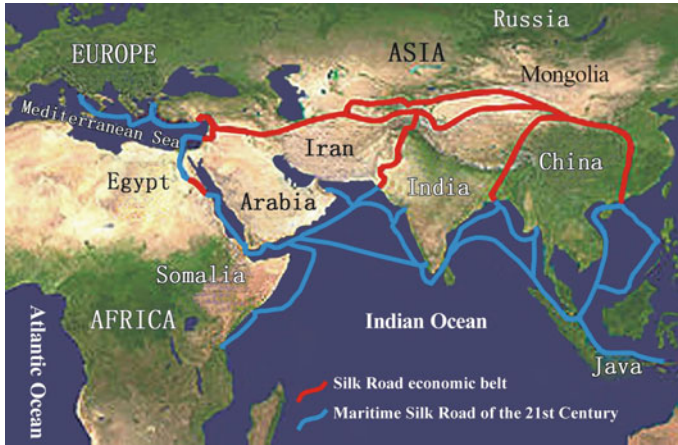 Russia
EUROPE
ASIA
Mongolia
Mediterranean Sea
Iran
China
Egypt
India
Arabia
Somalia
AFRICA
Indian Ocean
Atlantic Ocean
Java
Silk Road economic belt
Maritime Silk Road of the 21st Century